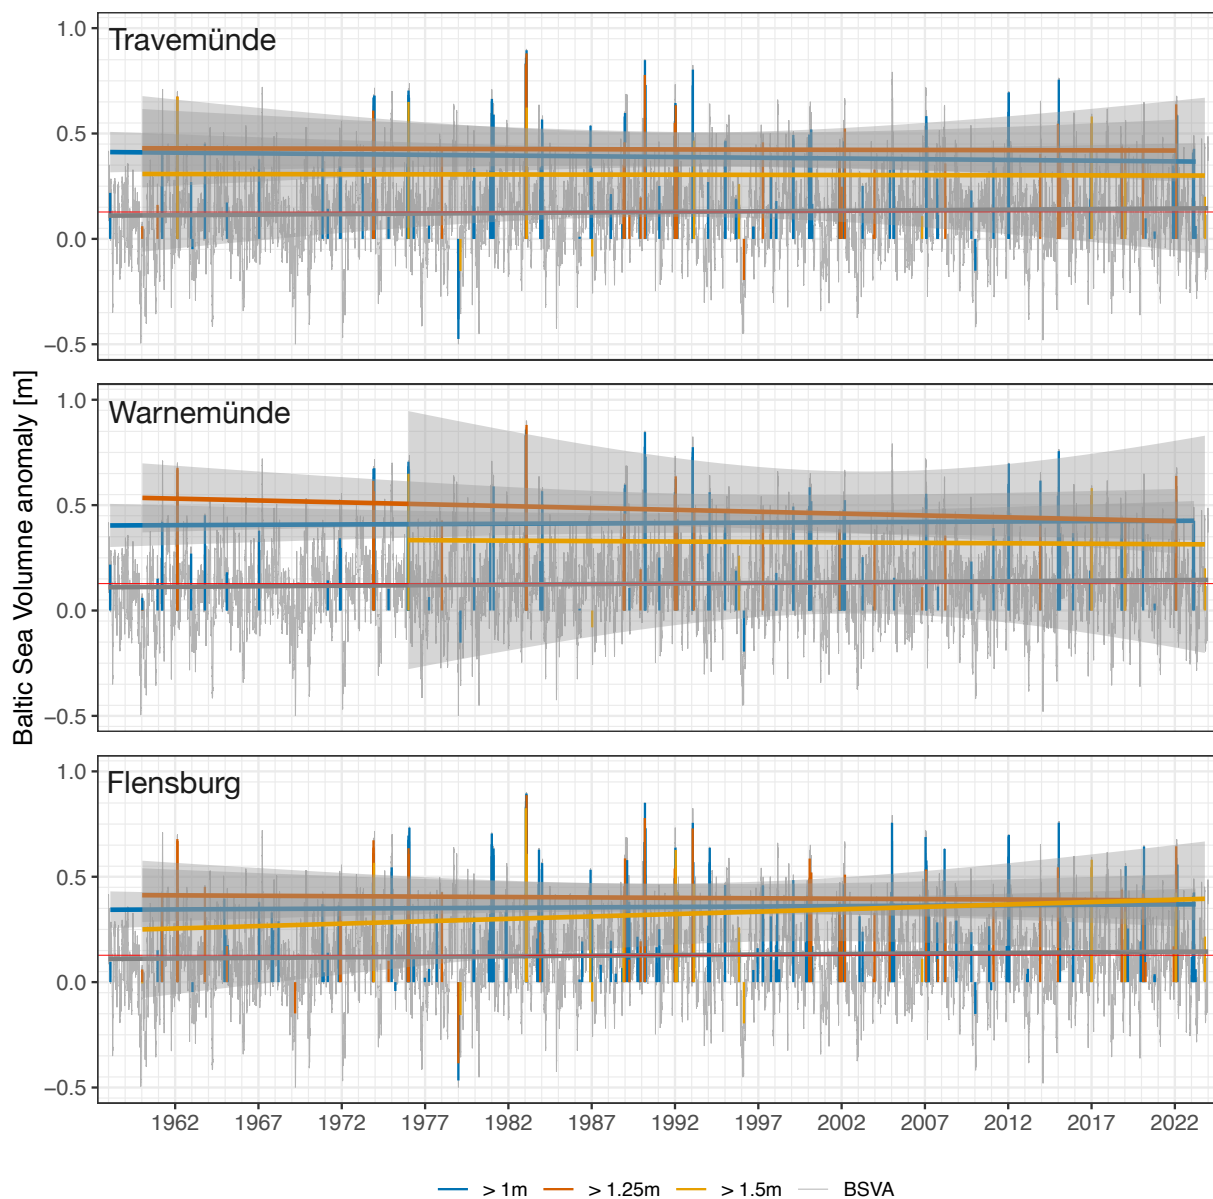 Travemünde
1.0
0.5
0.0
−0.5
Warnemünde
1.0
0.5
0.0
−0.5
Baltic Sea Volumne anomaly [m]
Flensburg
1.0
0.5
0.0
−0.5
1962 1967 1972 1977 1982 1987 1992 1997 2002 2007 2012 2017 2022
> 1m > 1.25m > 1.5m BSVA